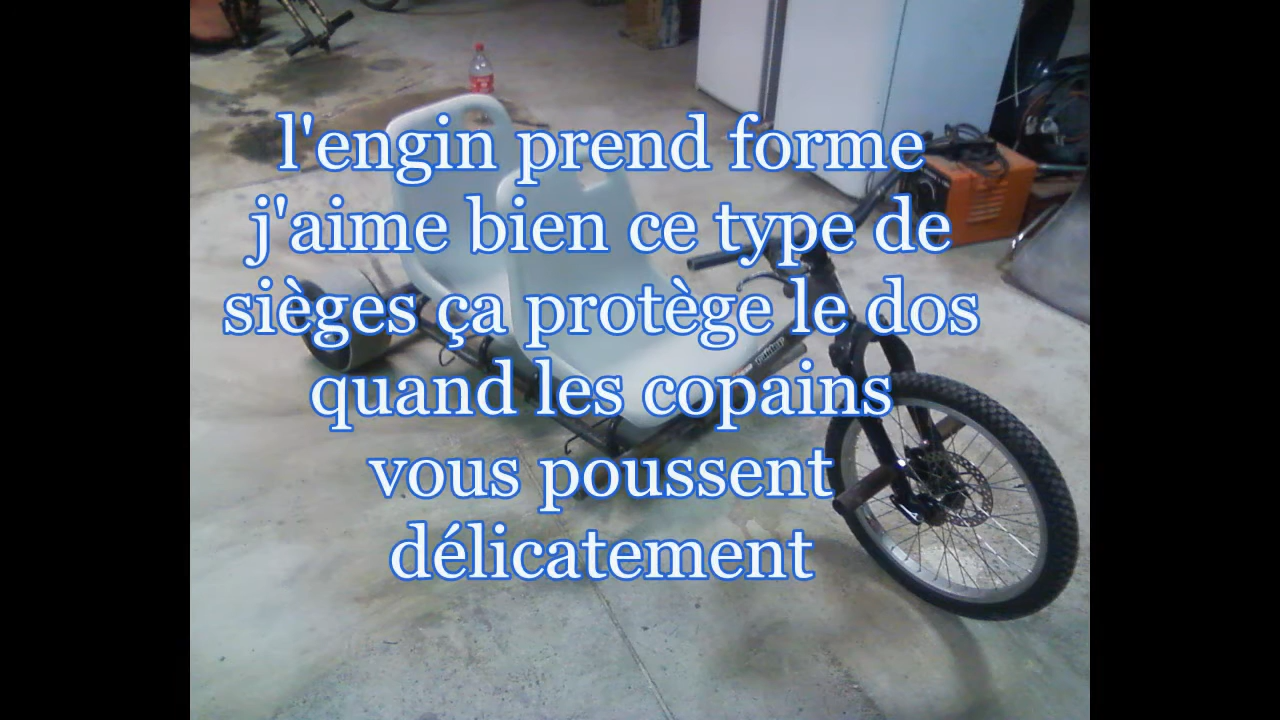 l'engin prend forme
j'aime bien ce type de
sièges ça protège le dos
quand les copains
vous poussent
délicatement